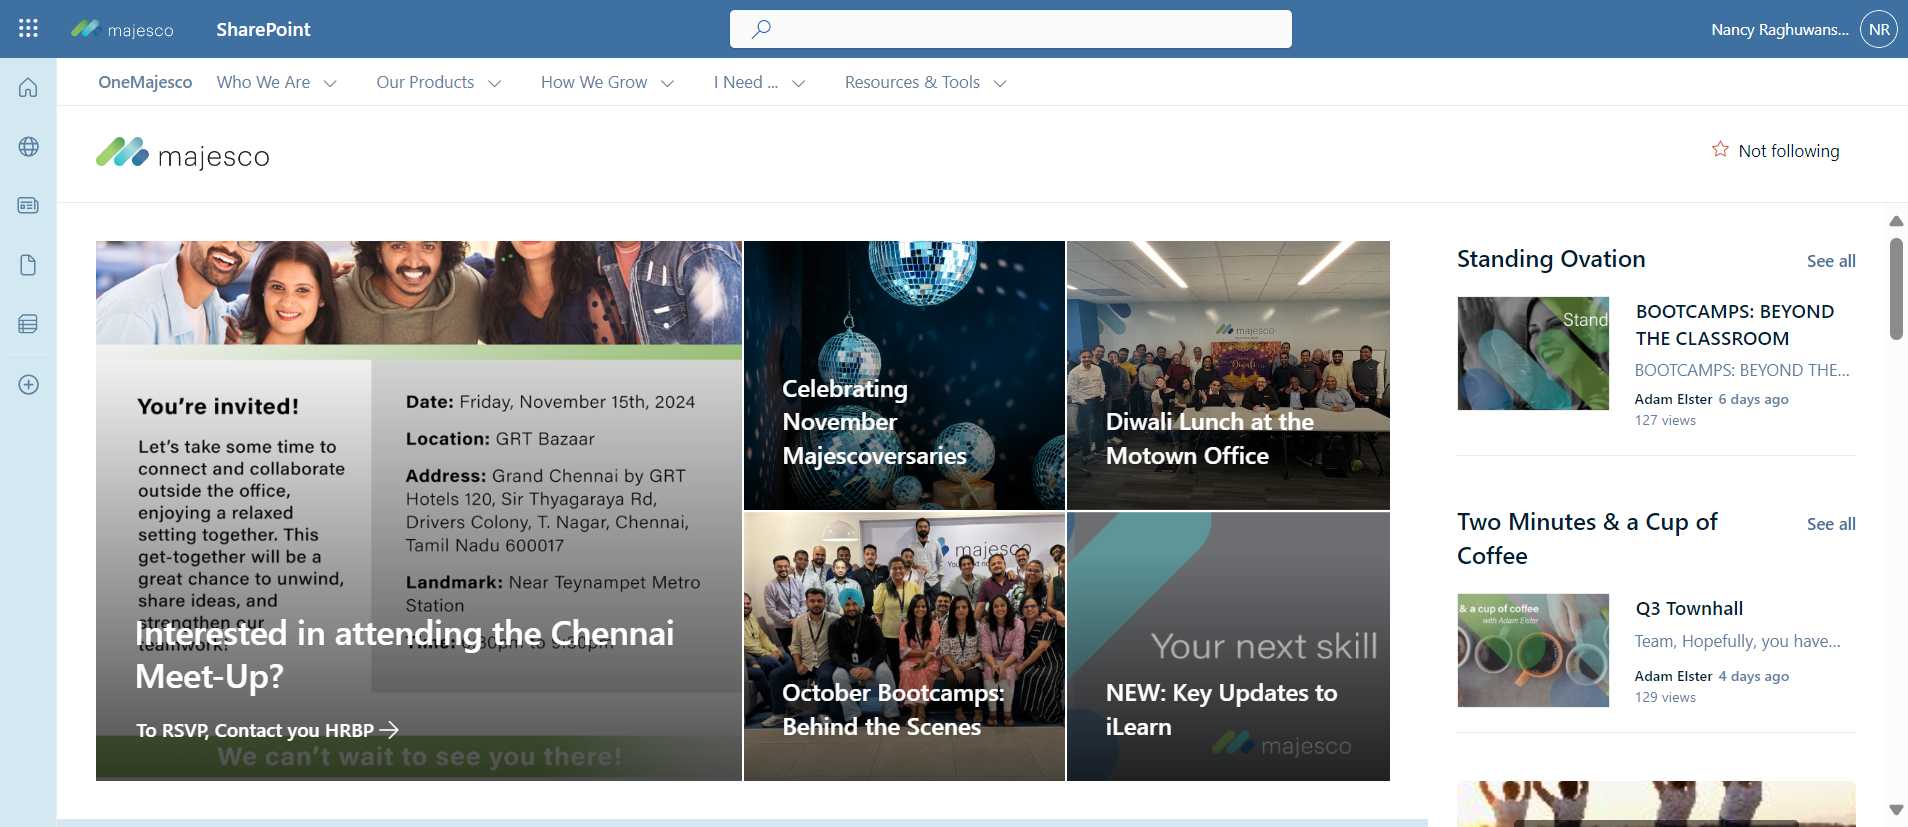 majesco
SharePoint
Nancy Raghuwans...
NR
OneMajesco
Who We Are
Our Products
How We Grow
I Need ...
Resources & Tools
majesco
Not following
You're invited!
Let's take some time to
connect and collaborate
outside the office,
enjoying a relaxed
setting together. This
get-together will be a
great chance to unwind,
share ideas, and
strengthen our
teamwork!
Date: Friday, November 15th, 2024
Location: GRT Bazaar
Address: Grand Chennai by GRT
Hotels 120, Sir Thyagaraya Rd,
Drivers Colony, T. Nagar, Chennai,
Tamil Nadu 600017
Landmark: Near Teynampet Metro
Station
Interested in attending the Chennai
Meet-Up?
To RSVP, Contact you HRBP
We can't wait to see you there!
Celebrating
November
Majescoversaries
majesco
Diwali
Diwali Lunch at the
Motown Office
majesco
October Bootcamps:
Behind the Scenes
Your next skill
NEW: Key Updates to
iLearn
majesco
Standing Ovation
See all
Stand
BOOTCAMPS: BEYOND
THE CLASSROOM
BOOTCAMPS: BEYOND THE...
Adam Elster 6 days ago
127 views
Two Minutes & a Cup of
Coffee
See all
& a cup of coffee
with Adam Elster
Q3 Townhall
Team, Hopefully, you have...
Adam Elster 4 days ago
129 views